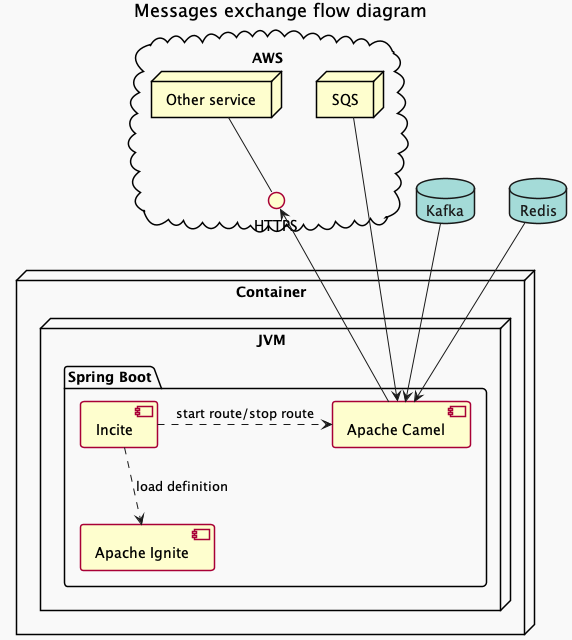 Messages exchange flow diagram
AWS
Other service
SQS
Kafka
Redis
HTTPS
Container
JVM
Spring Boot
Incite
start route/stop route
Apache Camel
load definition
Apache Ignite